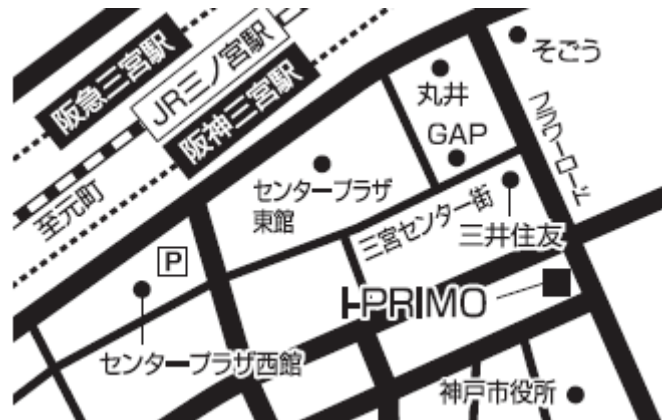 阪急三宮駅
JR三ノ宮駅
阪神三宮駅
至元町
そごう
丸井
GAP
フラワーロード
センタープラザ
東館
三宮センター街
三井住友
P
I-PRIMO
センタープラザ西館
神戸市役所